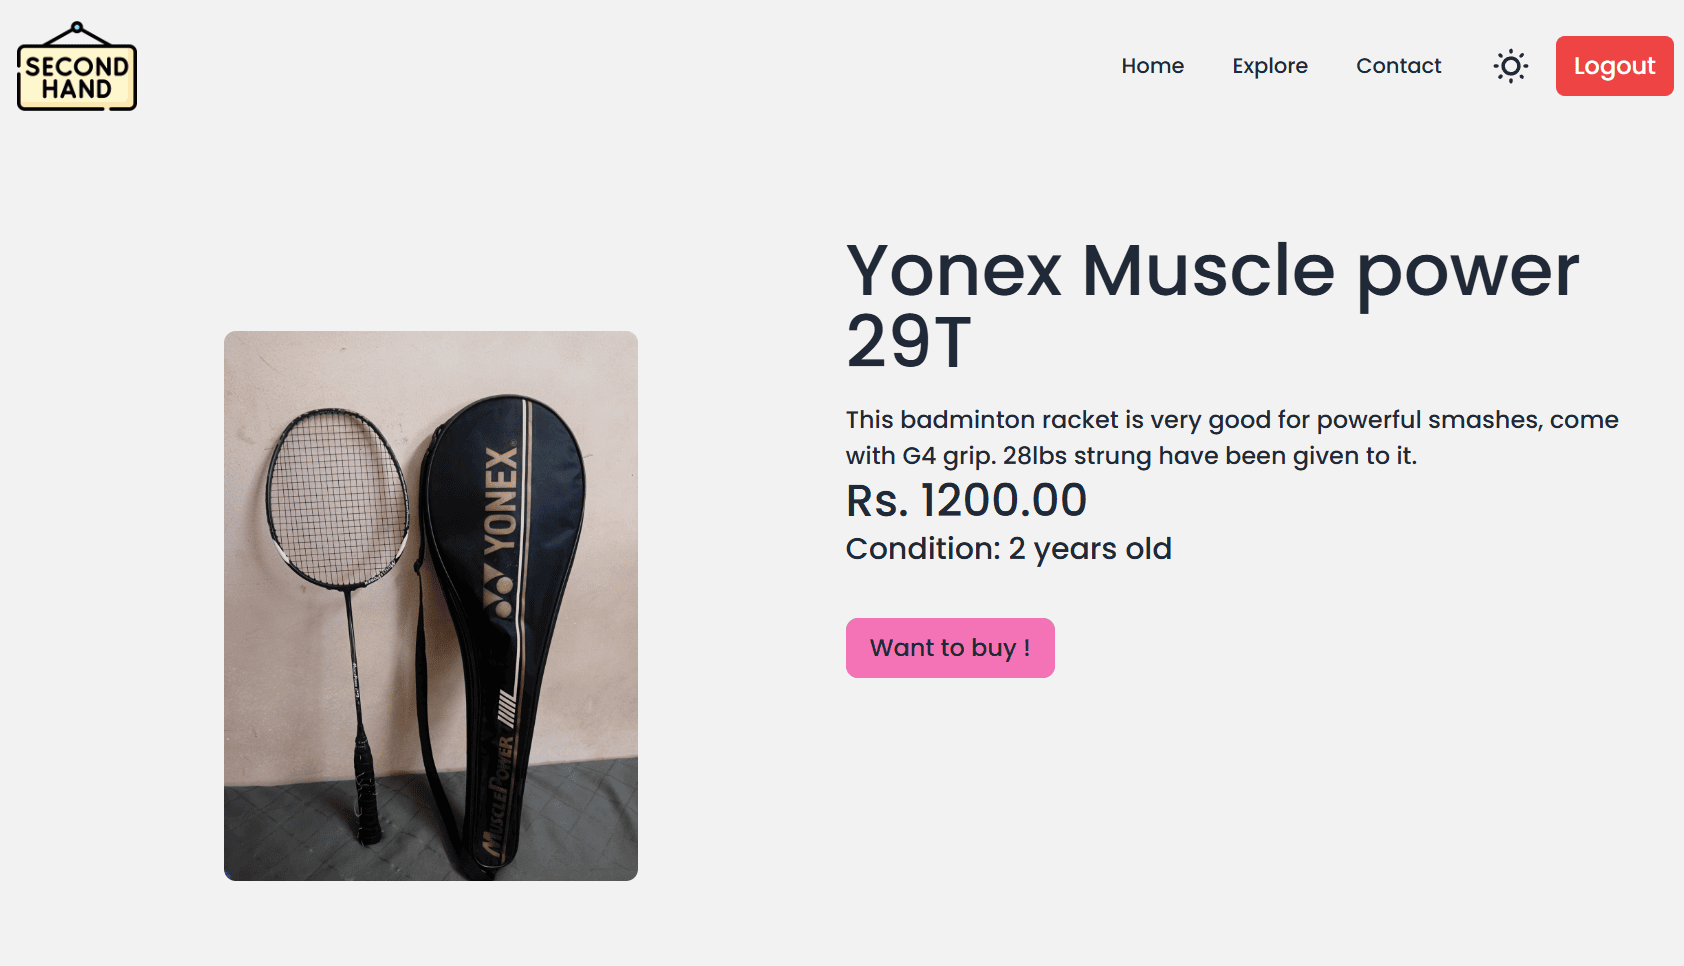 SECOND
HAND
Home
Explore
Contact
Logout
Yonex Muscle power
29T
YONEX
MUSCLEPOWER
This badminton racket is very good for powerful smashes, come
with G4 grip. 28lbs strung have been given to it.
Rs. 1200.00
Condition: 2 years old
Want to buy !